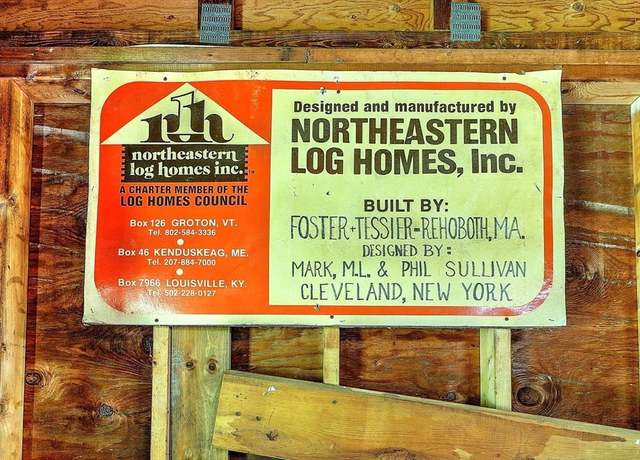 nlh
northeastern
log homes inc.
A CHARTER MEMBER OF THE
LOG HOMES COUNCIL
Box 126 GROTON, VT.
Tel. 802-584-3336
Box 46 KENDUSKEAG, ME.
Tel. 207-884-7000
Box 7966 LOUISVILLE, KY.
Tel. 502-228-0127
Designed and manufactured by
NORTHEASTERN
LOG HOMES, Inc.
BUILT BY:
FOSTER+TESSIER-REHOBOTH, MA.
DESIGNED BY:
MARK, M.L. & PHIL SULLIVAN
CLEVELAND, NEW YORK